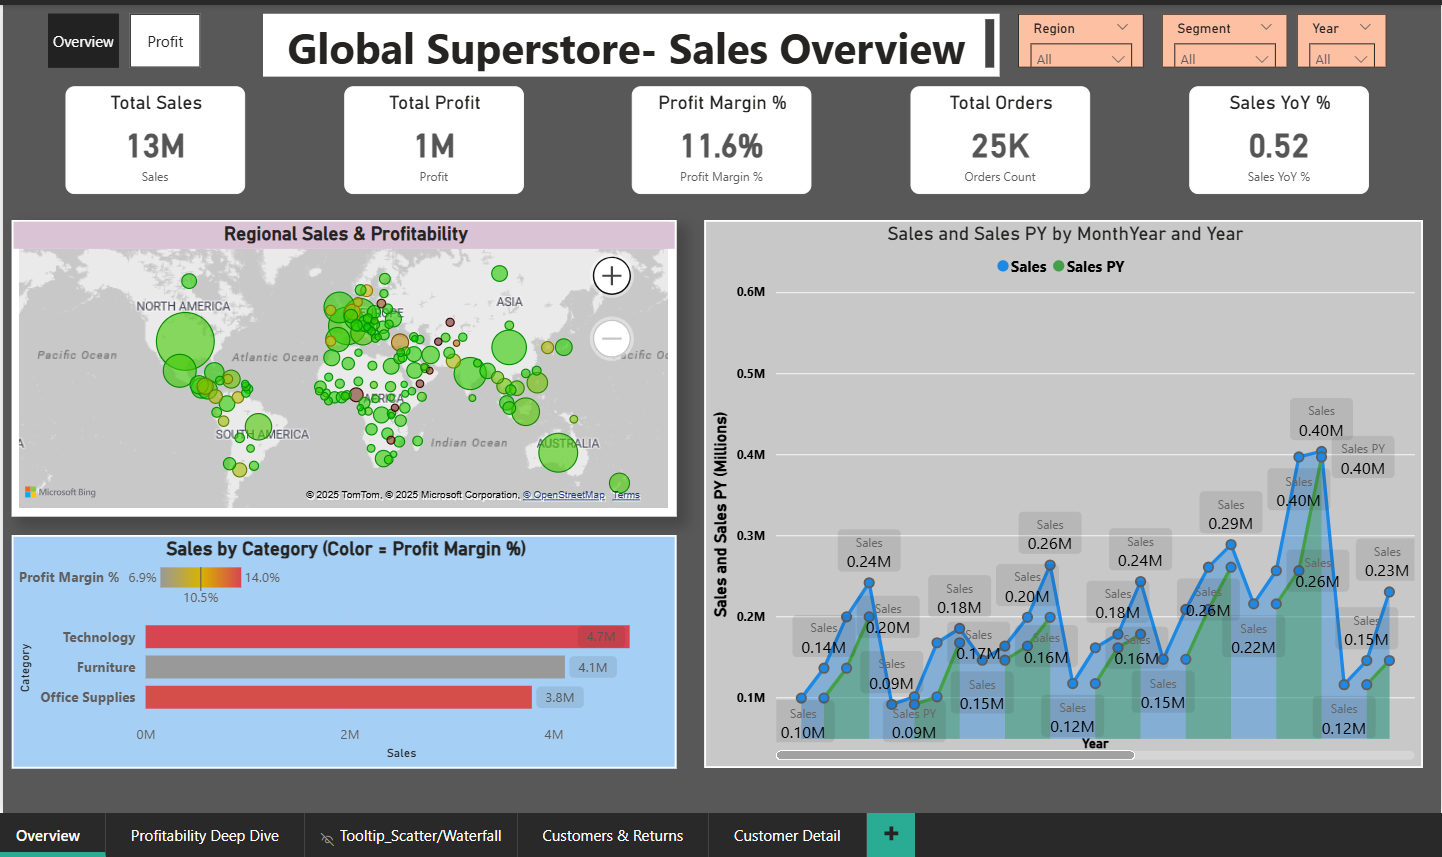 Overview
Profit
Global Superstore- Sales Overview
Region
All
Segment
All
Year
All
Total Sales
13M
Sales
Total Profit
1M
Profit
Profit Margin %
11.6%
Profit Margin %
Total Orders
25K
Orders Count
Sales YoY %
0.52
Sales YoY %
Regional Sales & Profitability
NORTH AMERICA
ASIA
Pacific Ocean
Atlantic Ocean
AFRICA
SOUTH AMERICA
Indian Ocean
AUSTRALIA
Microsoft Bing
© 2025 TomTom, © 2025 Microsoft Corporation, © OpenStreetMap Terms
Sales by Category (Color = Profit Margin %)
Profit Margin % 6.9% 14.0%
10.5%
Category
Technology 4.7M
Furniture 4.1M
Office Supplies 3.8M
0M 2M 4M
Sales
Sales and Sales PY by MonthYear and Year
Sales Sales PY
Sales and Sales PY (Millions)
0.6M
0.5M
0.4M
0.3M
0.2M
0.1M
Sales
0.10M
Sales
0.14M
Sales
0.24M
Sales
0.20M
Sales
0.09M
Sales PY
0.09M
Sales
0.18M
Sales
0.17M
Sales
0.15M
Sales
0.20M
Sales
0.26M
Sales
0.16M
Sales
0.12M
Sales
0.18M
Sales
0.24M
Sales
0.16M
Sales
0.15M
Sales
0.26M
Sales
0.29M
Sales
0.22M
Sales
0.40M
Sales
0.40M
Sales PY
0.40M
Sales
0.26M
Sales
0.12M
Sales
0.15M
Sales
0.23M
Year
Overview
Profitability Deep Dive
Tooltip_Scatter/Waterfall
Customers & Returns
Customer Detail
+